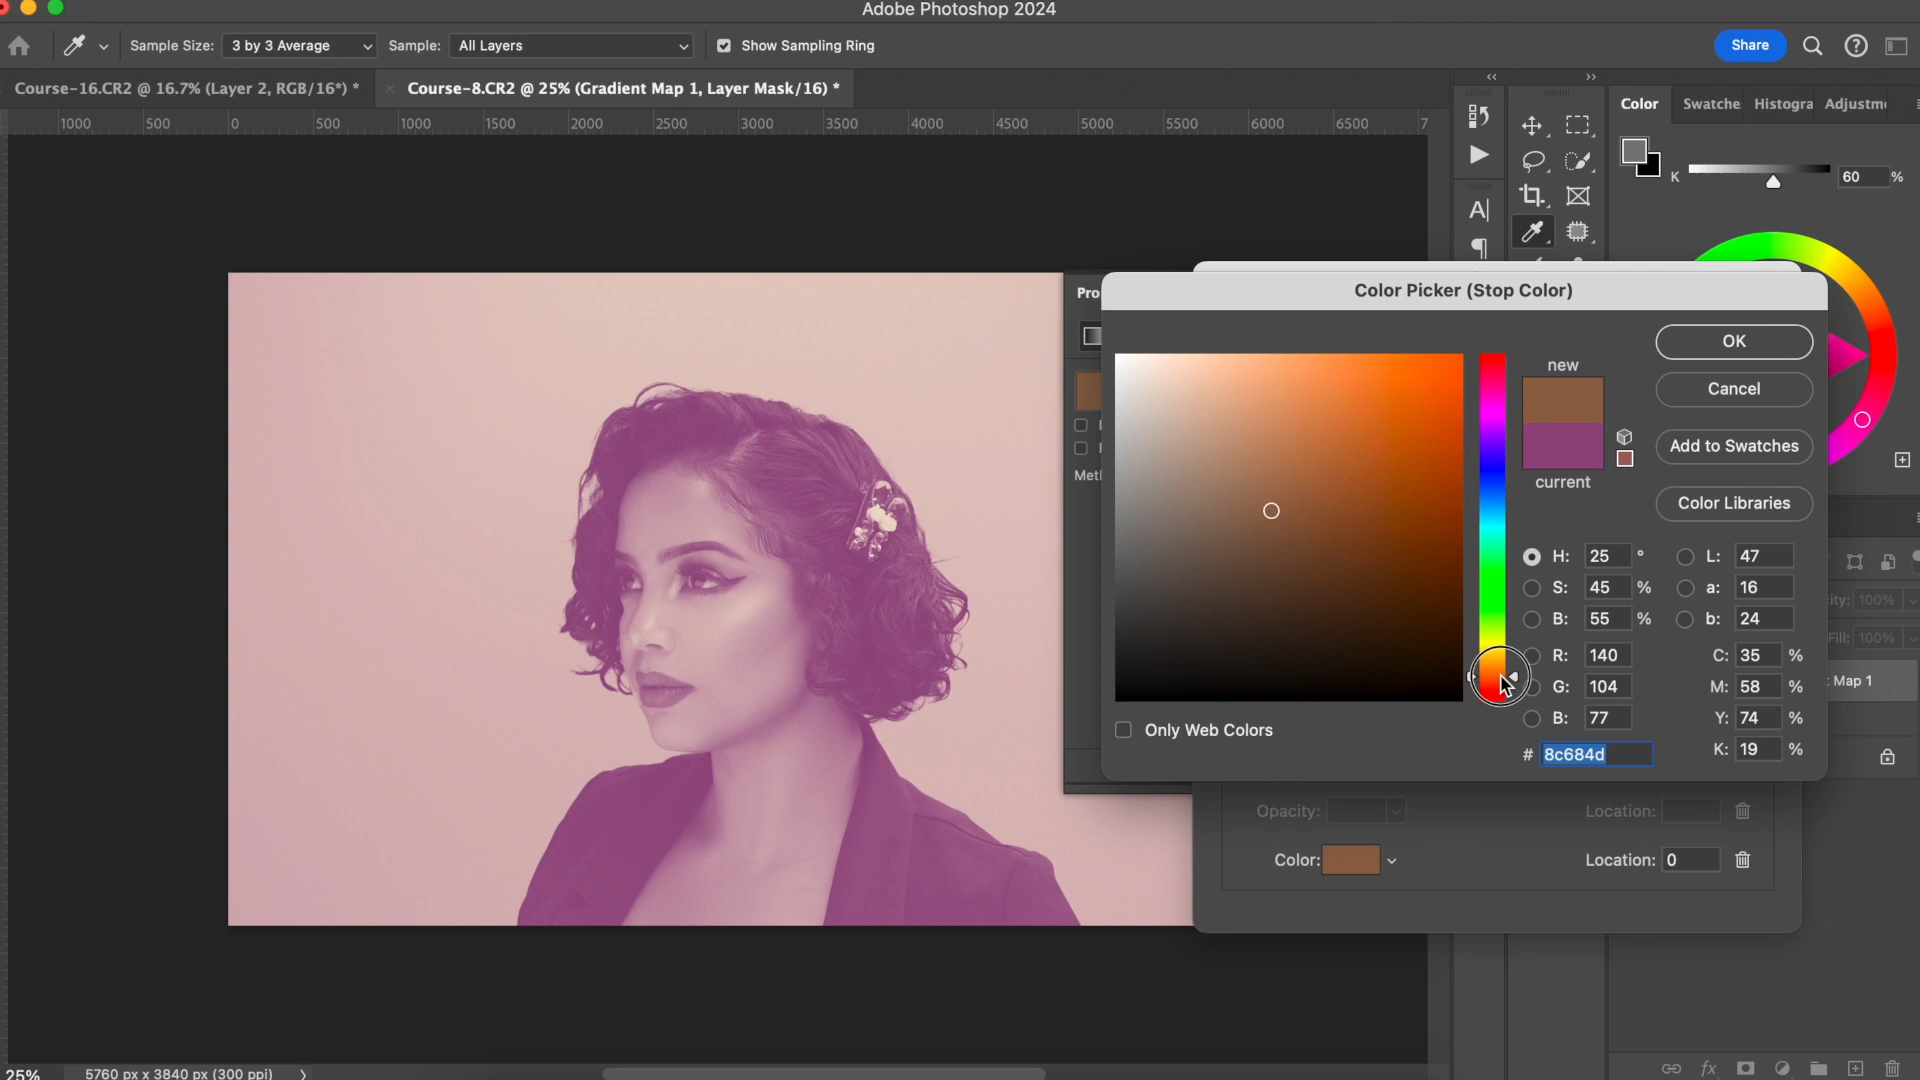 Adobe Photoshop 2024
Sample Size: 3 by 3 Average Sample: All Layers Show Sampling Ring
Share
Course-16.CR2 @ 16.7% (Layer 2, RGB/16*) *
Course-8.CR2 @ 25% (Gradient Map 1, Layer Mask/16) *
1000 500 0 500 1000 1500 2000 2500 3000 3500 4000 4500 5000 5500 6000 6500 7
Color Swatche Histogra Adjustme
K 60 %
Pro
Meth
Color Picker (Stop Color)
OK
Cancel
Add to Swatches
Color Libraries
new
current
H: 25 °
S: 45 %
B: 55 %
R: 140
G: 104
B: 77
# 8c684d
L: 47
a: 16
b: 24
C: 35 %
M: 58 %
Y: 74 %
K: 19 %
Only Web Colors
Opacity: Location:
Color: Location: 0
ity: 100%
Fill: 100%
Map 1
fx
25% 5760 px x 3840 px (300 ppi)